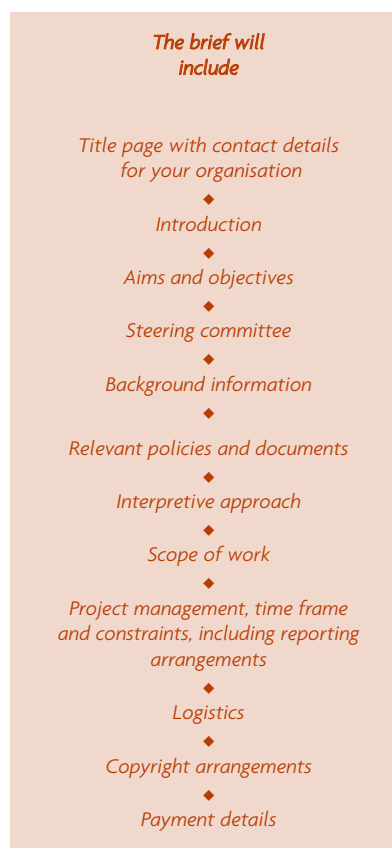 The brief will
include
Title page with contact details
for your organisation
◆
Introduction
◆
Aims and objectives
◆
Steering committee
◆
Background information
◆
Relevant policies and documents
◆
Interpretive approach
◆
Scope of work
◆
Project management, time frame
and constraints, including reporting
arrangements
◆
Logistics
◆
Copyright arrangements
◆
Payment details